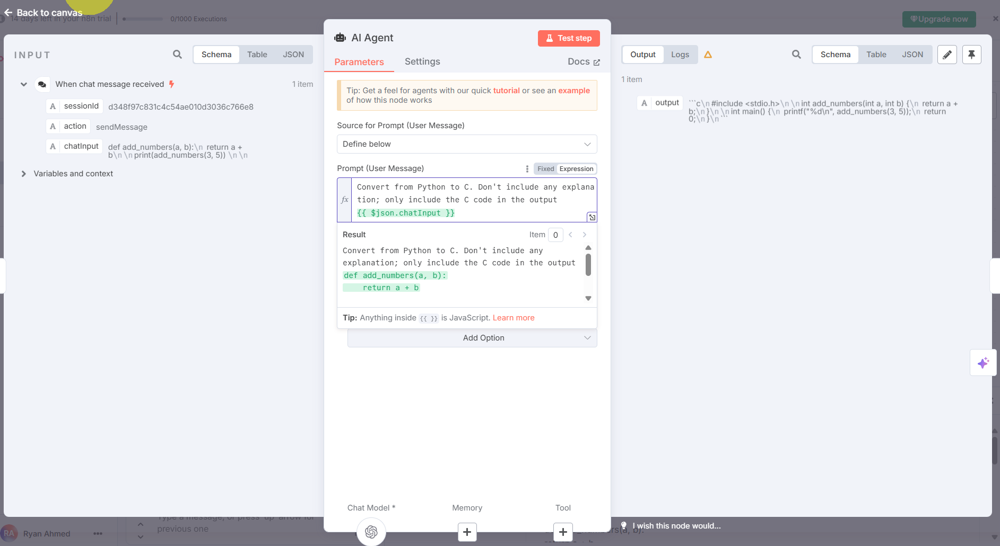 Back to canvas
14 days left in your n8n trial
0/1000 Executions
Upgrade now
INPUT
Schema
Table
JSON
When chat message received
1 item
A
sessionId
d348f97c831c4c54ae010d3036c766e8
A
action
sendMessage
A
chatInput
def add_numbers(a, b):\n return a +
b\n\nprint(add_numbers(3, 5)) \n\n
Variables and context
AI Agent
Test step
Parameters
Settings
Docs
Tip: Get a feel for agents with our quick tutorial or see an example
of how this node works
Source for Prompt (User Message)
Define below
Prompt (User Message)
Fixed
Expression
fx
Convert from Python to C. Don't include any explana
tion; only include the C code in the output
{{ $json.chatInput }}
Result
Item
0
Convert from Python to C. Don't include any
explanation; only include the C code in the output
def add_numbers(a, b):
return a + b
Tip: Anything inside {{ }} is JavaScript. Learn more
Add Option
Chat Model *
Memory
Tool
Output
Logs
Schema
Table
JSON
1 item
A
output
```c\n#include <stdio.h>\n\nint add_numbers(int a, int b) {\n return a +
b;\n}\n\nint main() {\n printf("%d\n", add_numbers(3, 5));\n return
0;\n}\n```
I wish this node would...
RA
Ryan Ahmed
Type a message, or press 'up' arrow for
previous one